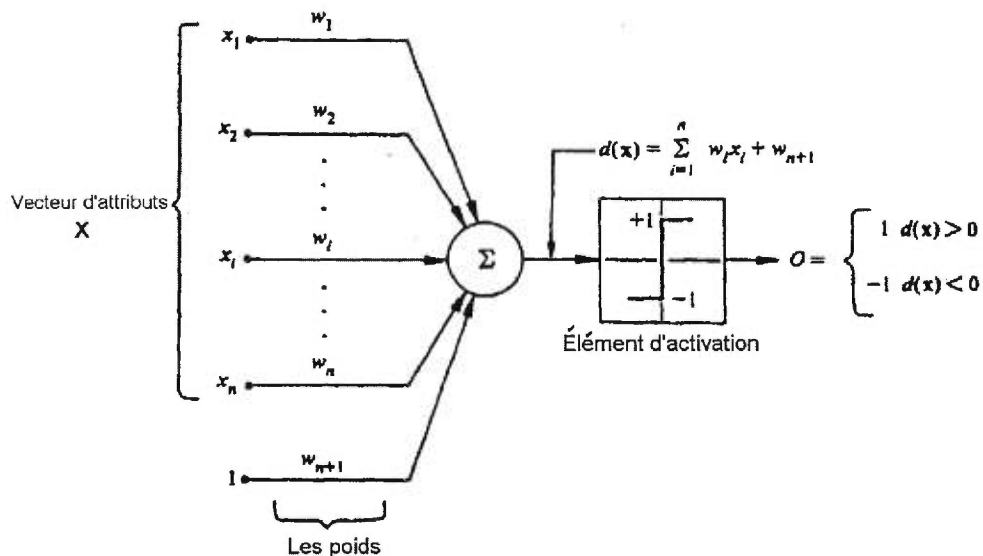 x₁ w₁
x₂ w₂
Vecteur d'attributs
X
xᵢ wᵢ
xₙ wₙ
1 wₙ₊₁
Les poids
Σ
d(x) = Σⁿᵢ₌₁ wᵢxᵢ + wₙ₊₁
+1
-1
Élément d'activation
O = { 1 d(x) > 0
-1 d(x) < 0